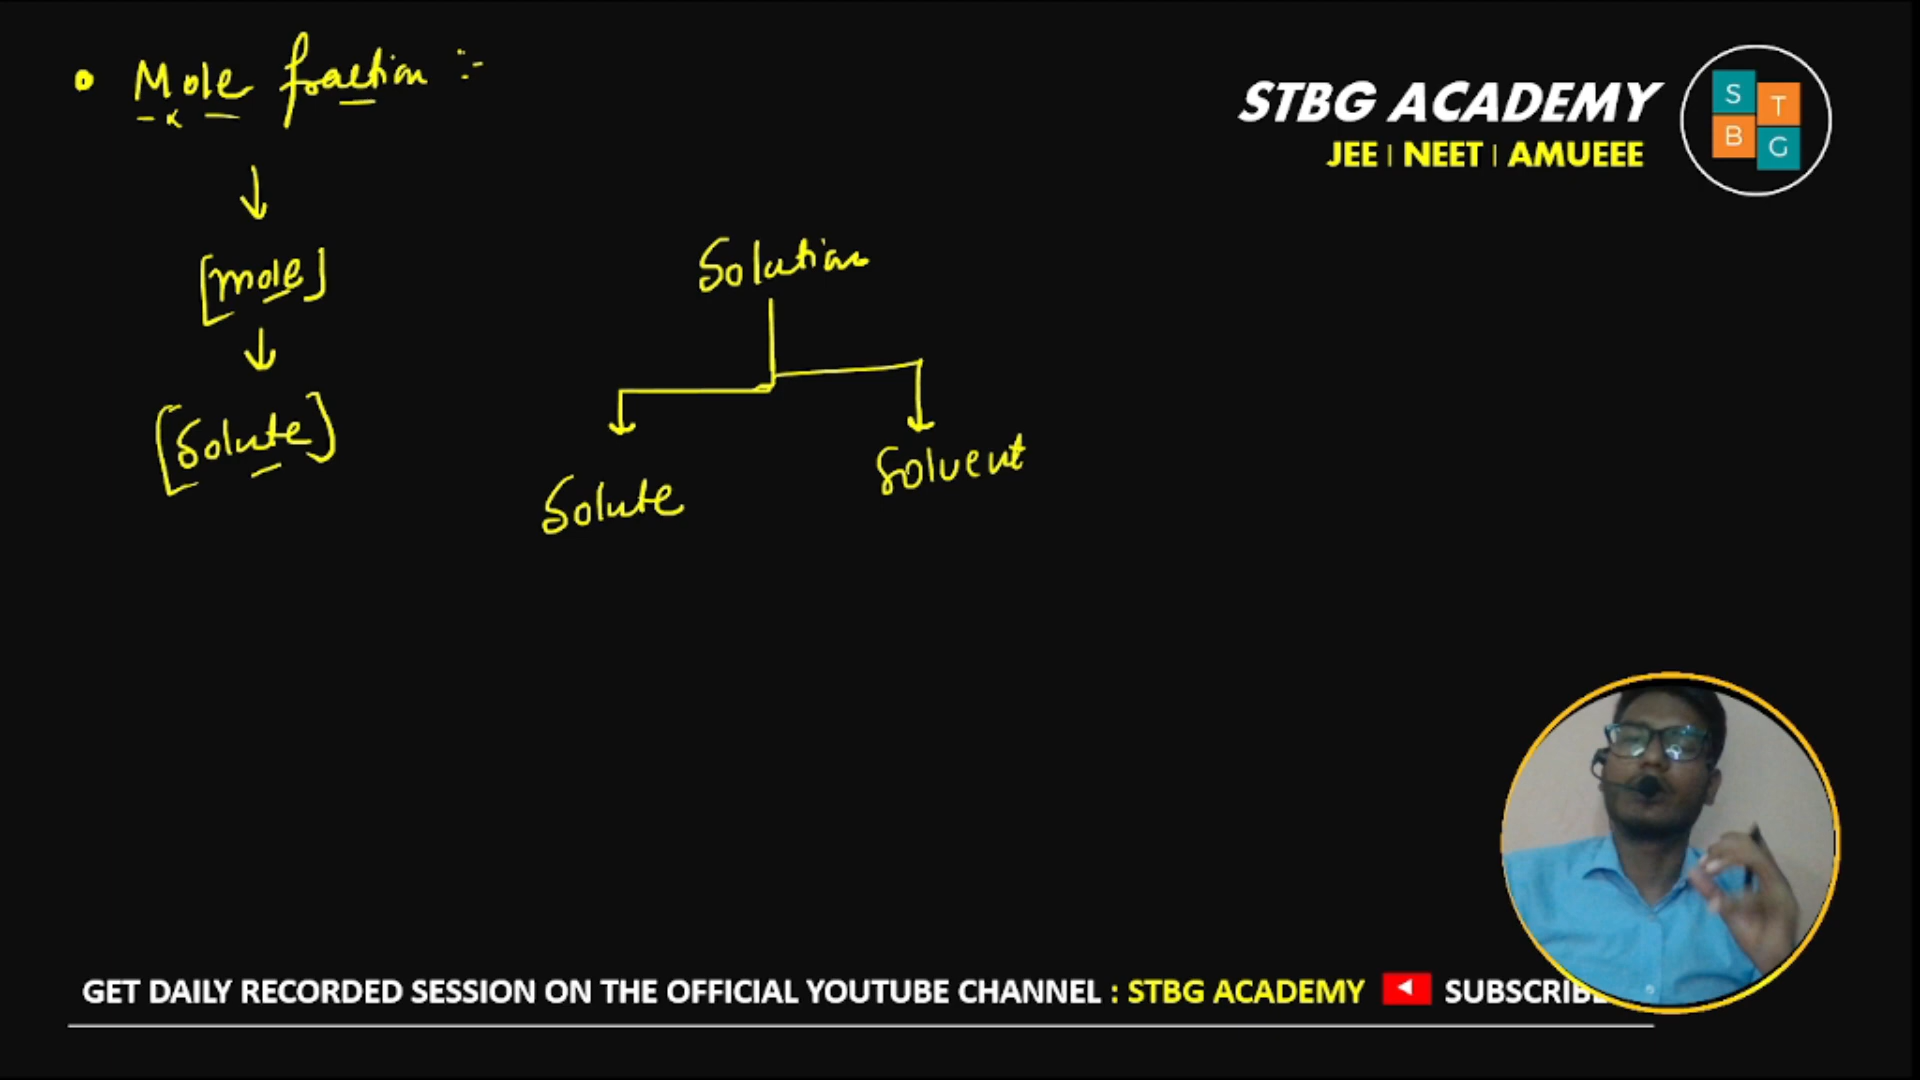 • Mole fraction :-
↓
[mole]
↓
[Solute]
Solution
Solute
Solvent
STBG ACADEMY
JEE | NEET | AMUEEE
S T
B G
GET DAILY RECORDED SESSION ON THE OFFICIAL YOUTUBE CHANNEL : STBG ACADEMY SUBSCRIBE